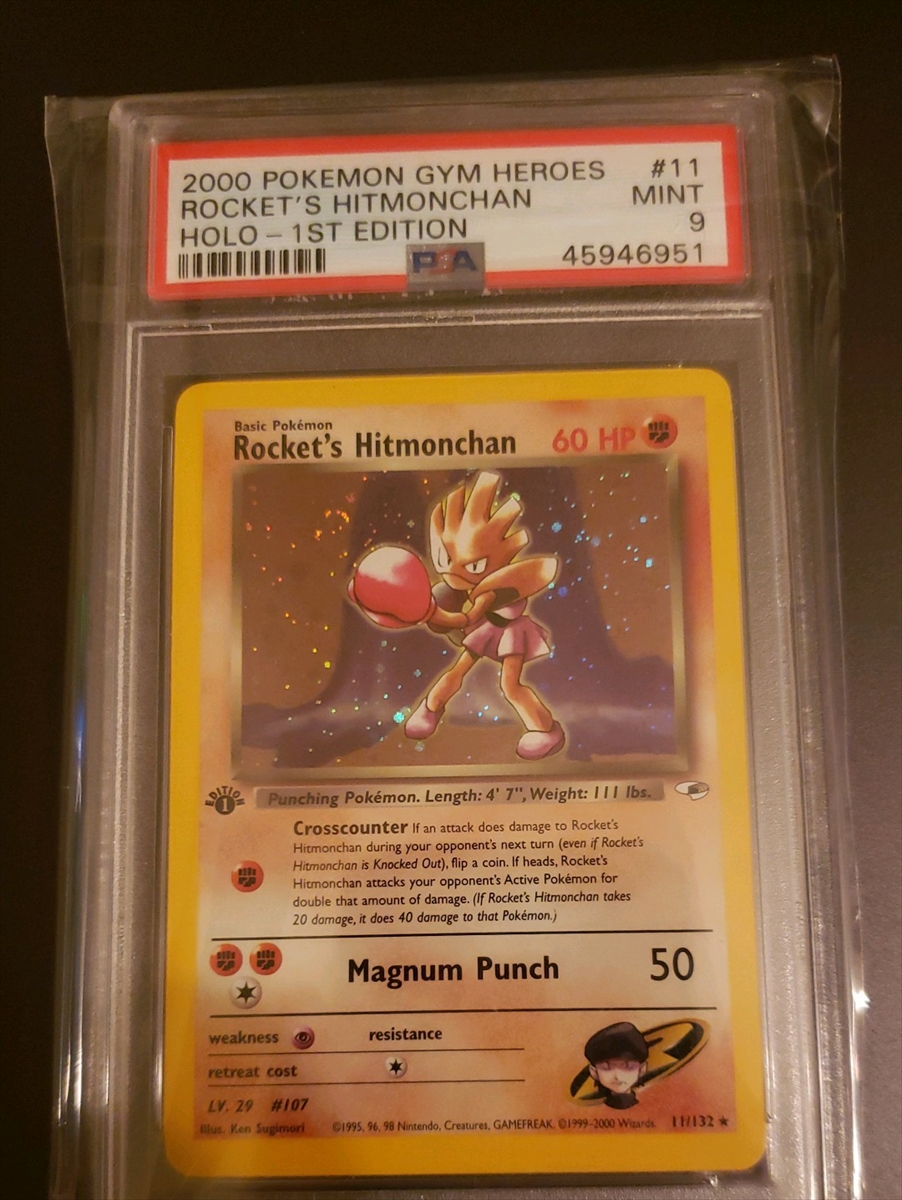 2000 POKEMON GYM HEROES #11
ROCKET'S HITMONCHAN MINT
HOLO – 1ST EDITION 9
PSA 45946951
Basic Pokémon
Rocket's Hitmonchan 60 HP
EDITION 1
Punching Pokémon. Length: 4' 7", Weight: 111 lbs.
Crosscounter If an attack does damage to Rocket's
Hitmonchan during your opponent's next turn (even if Rocket's
Hitmonchan is Knocked Out), flip a coin. If heads, Rocket's
Hitmonchan attacks your opponent's Active Pokémon for
double that amount of damage. (If Rocket's Hitmonchan takes
20 damage, it does 40 damage to that Pokémon.)
Magnum Punch 50
weakness resistance
retreat cost
LV. 29 #107
Illus. Ken Sugimori ©1995, 96, 98 Nintendo, Creatures, GAMEFREAK. ©1999-2000 Wizards. 11/132 ★